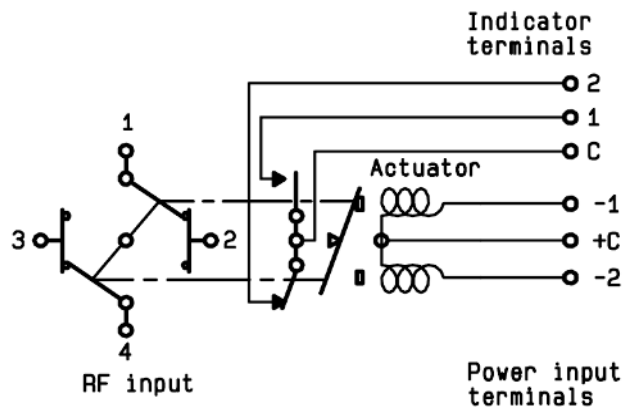 Indicator
terminals
2
1
1
C
Actuator
-1
3
2
+C
-2
4
RF input
Power input
terminals